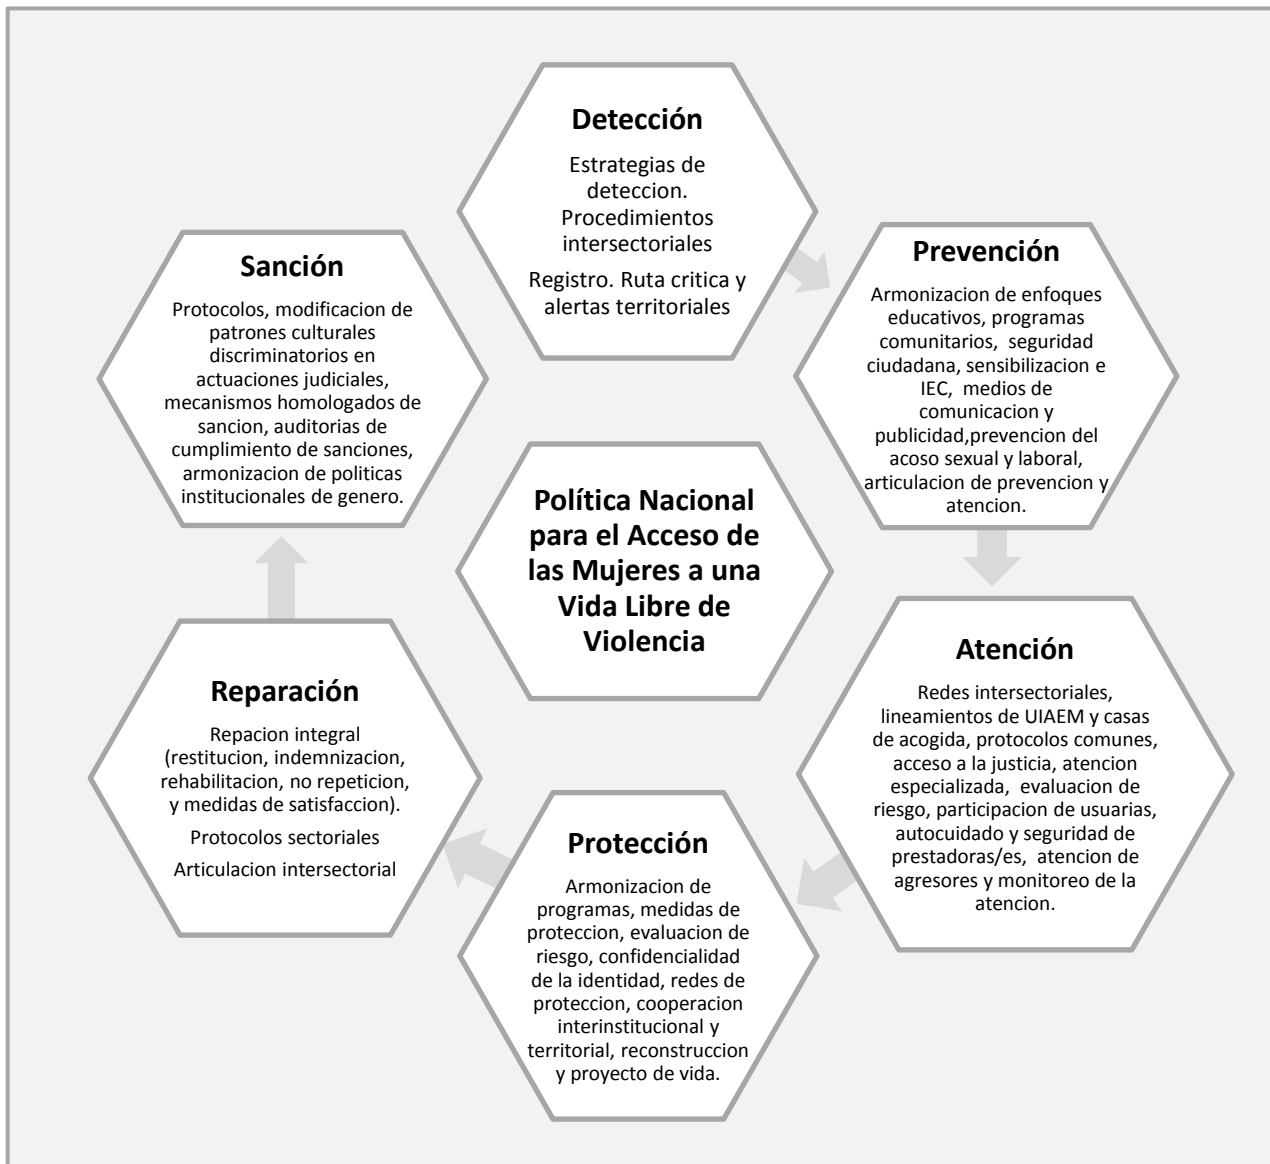 Detección
Estrategias de
deteccion.
Procedimientos
intersectoriales
Registro. Ruta critica y
alertas territoriales
Prevención
Armonizacion de enfoques
educativos, programas
comunitarios, seguridad
ciudadana, sensibilizacion e
IEC, medios de
comunicacion y
publicidad,prevencion del
acoso sexual y laboral,
articulacion de prevencion y
atencion.
Atención
Redes intersectoriales,
lineamientos de UIAEM y casas
de acogida, protocolos comunes,
acceso a la justicia, atencion
especializada, evaluacion de
riesgo, participacion de usuarias,
autocuidado y seguridad de
prestadoras/es, atencion de
agresores y monitoreo de la
atencion.
Protección
Armonizacion de
programas, medidas de
proteccion, evaluacion de
riesgo, confidencialidad
de la identidad, redes de
proteccion, cooperacion
interinstitucional y
territorial, reconstruccion
y proyecto de vida.
Reparación
Repacion integral
(restitucion, indemnizacion,
rehabilitacion, no repeticion,
y medidas de satisfaccion).
Protocolos sectoriales
Articulacion intersectorial
Sanción
Protocolos, modificacion de
patrones culturales
discriminatorios en
actuaciones judiciales,
mecanismos homologados de
sancion, auditorias de
cumplimiento de sanciones,
armonizacion de politicas
institucionales de genero.
Política Nacional
para el Acceso de
las Mujeres a una
Vida Libre de
Violencia